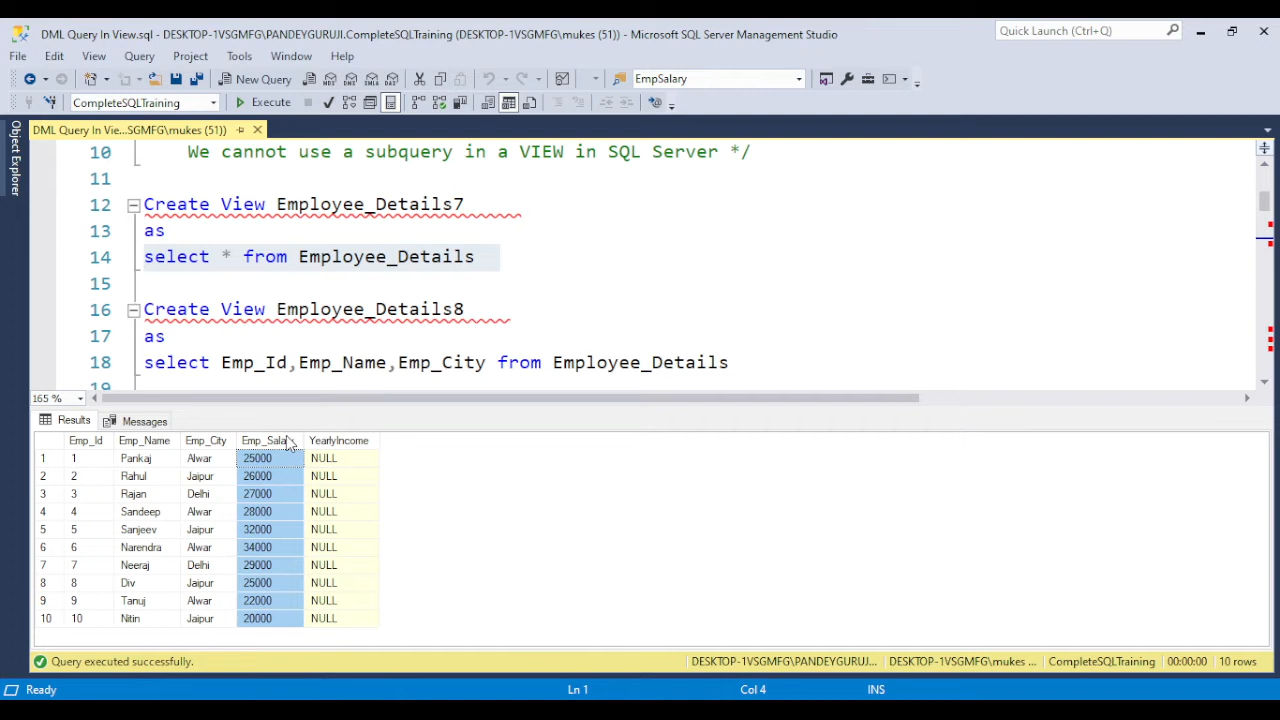 DML Query In View.sql - DESKTOP-1VSGMFG\PANDEYGURUJI.CompleteSQLTraining (DESKTOP-1VSGMFG\mukes (51)) - Microsoft SQL Server Management Studio
Quick Launch (Ctrl+Q)
File Edit View Query Project Tools Window Help
New Query
EmpSalary
CompleteSQLTraining
Execute
Object Explorer
DML Query In Vie...SGMFG\mukes (51))
10 We cannot use a subquery in a VIEW in SQL Server */
11
12 Create View Employee_Details7
13 as
14 select * from Employee_Details
15
16 Create View Employee_Details8
17 as
18 select Emp_Id,Emp_Name,Emp_City from Employee_Details
19
165 %
Results Messages
Emp_Id Emp_Name Emp_City Emp_Salary YearlyIncome
1 1 Pankaj Alwar 25000 NULL
2 2 Rahul Jaipur 26000 NULL
3 3 Rajan Delhi 27000 NULL
4 4 Sandeep Alwar 28000 NULL
5 5 Sanjeev Jaipur 32000 NULL
6 6 Narendra Alwar 34000 NULL
7 7 Neeraj Delhi 29000 NULL
8 8 Div Jaipur 25000 NULL
9 9 Tanuj Alwar 22000 NULL
10 10 Nitin Jaipur 20000 NULL
Query executed successfully. DESKTOP-1VSGMFG\PANDEYGURUJI... DESKTOP-1VSGMFG\mukes ... CompleteSQLTraining 00:00:00 10 rows
Ready Ln 1 Col 4 INS